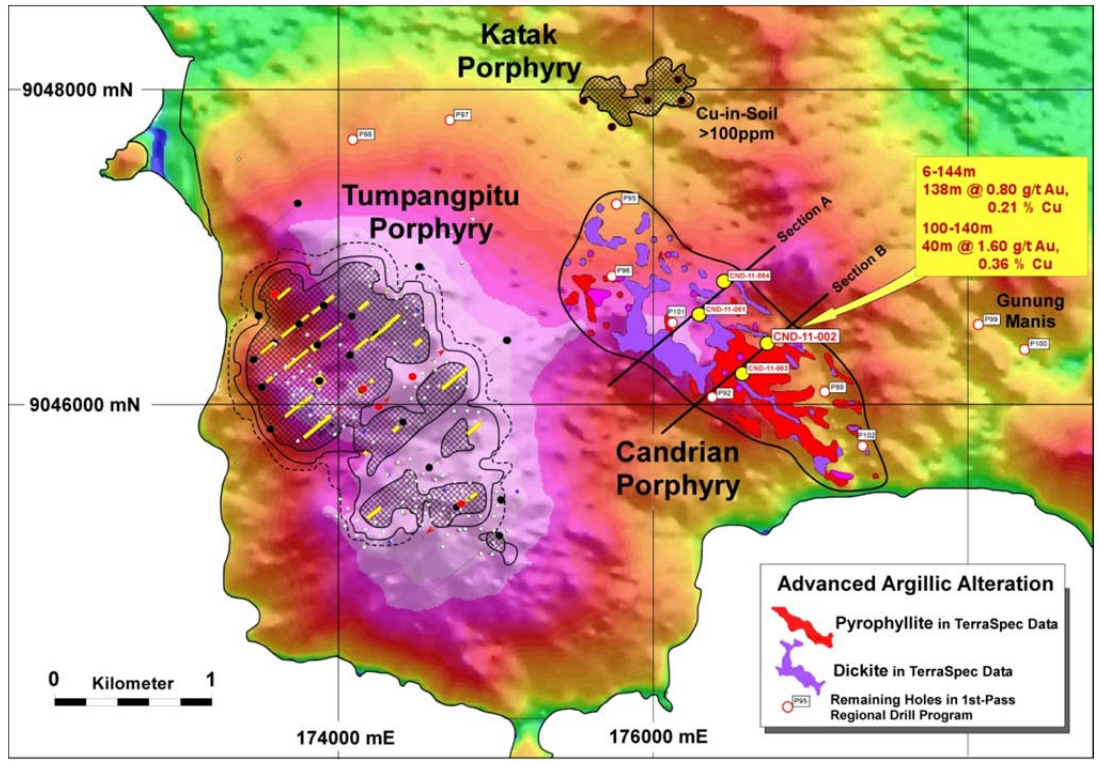 Katak
Porphyry
9048000 mN
Cu-in-Soil
>100ppm
P97
P98
6-144m
138m @ 0.80 g/t Au,
0.21 % Cu
100-140m
40m @ 1.60 g/t Au,
0.36 % Cu
Tumpangpitu
Porphyry
P95
Section A
P96
CND-11-004
Section B
Gunung
Manis
P99
P100
CND-11-001
P101
CND-11-002
CND-11-003
P92
P89
9046000 mN
P102
Candrian
Porphyry
Advanced Argillic Alteration
Pyrophyllite in TerraSpec Data
Dickite in TerraSpec Data
P95
Remaining Holes in 1st-Pass
Regional Drill Program
0 Kilometer 1
174000 mE
176000 mE